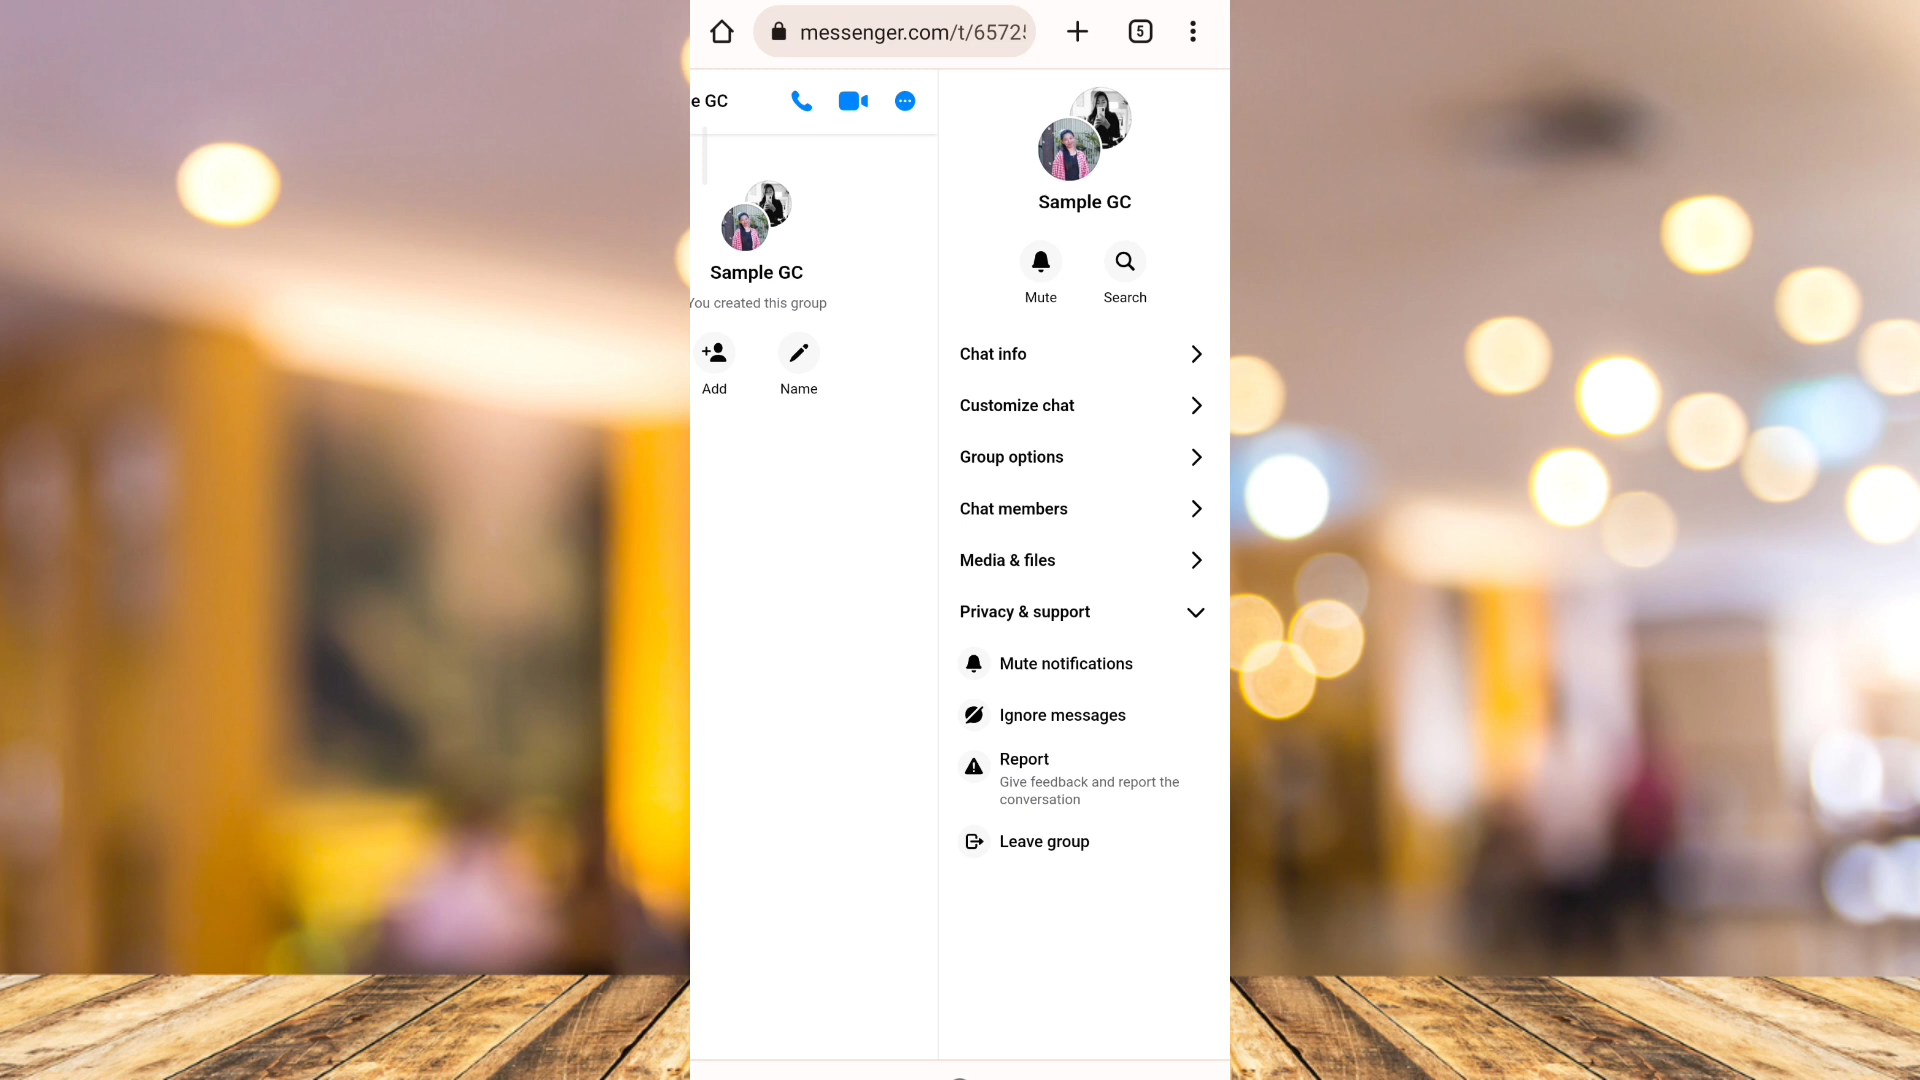 messenger.com/t/6572
5
e GC
Sample GC
You created this group
Add
Name
Sample GC
Mute
Search
Chat info
Customize chat
Group options
Chat members
Media & files
Privacy & support
Mute notifications
Ignore messages
Report
Give feedback and report the
conversation
Leave group